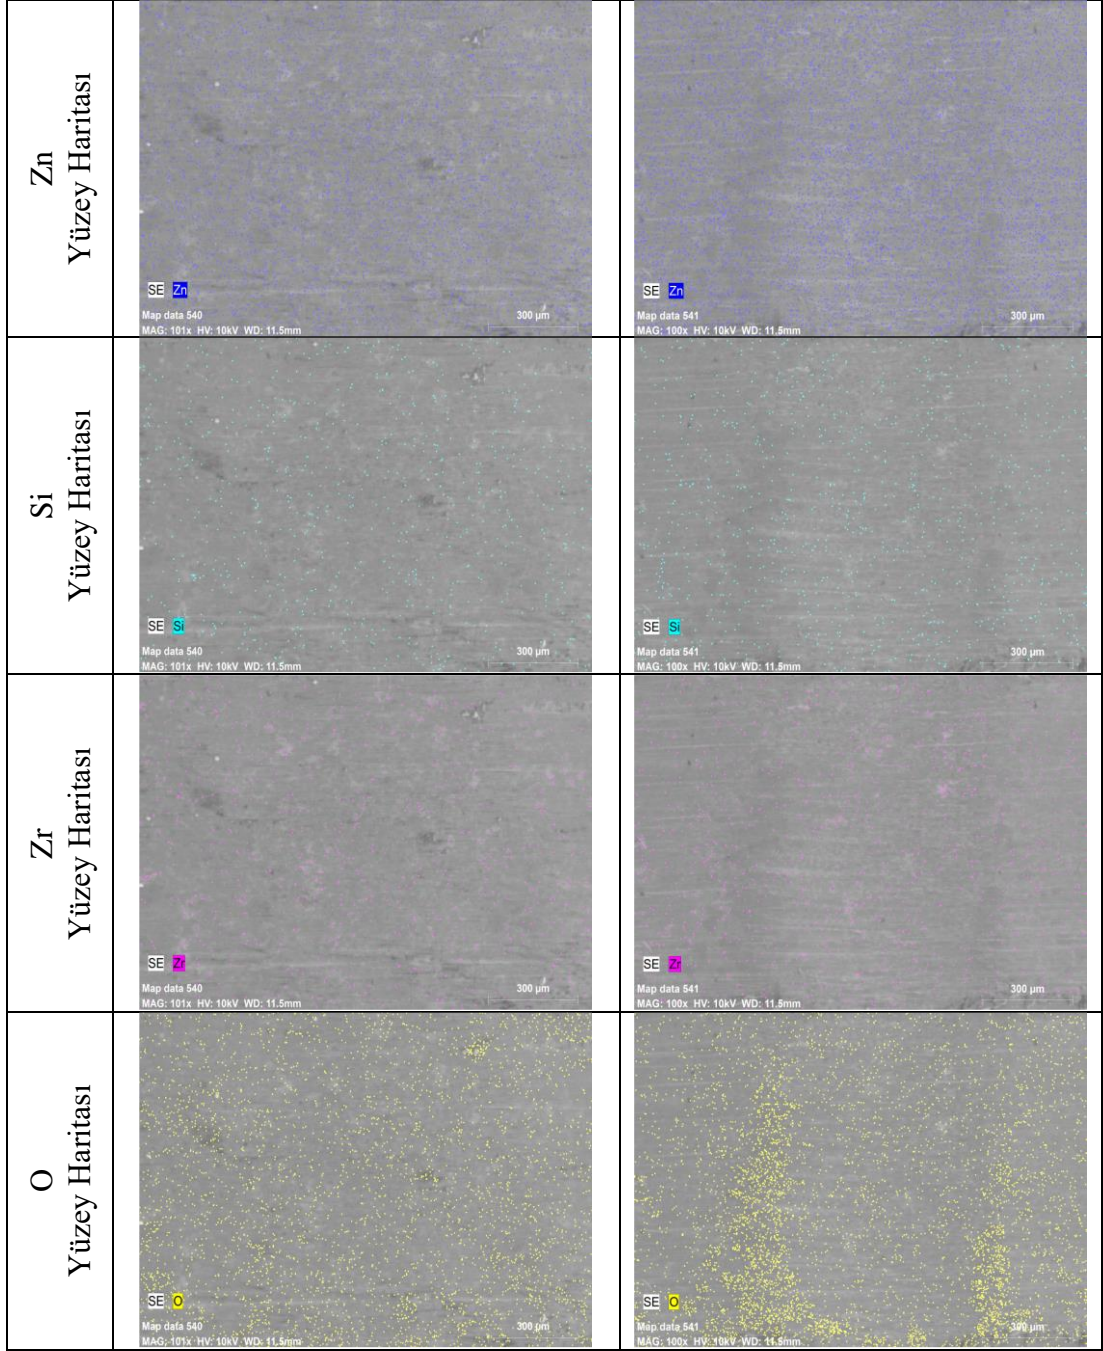 Zn
Yüzey Haritası
SE Zn
Map data 540
300 µm
MAG: 101x HV: 10kV WD: 11.5mm
SE Zn
Map data 541
300 µm
MAG: 100x HV: 10kV WD: 11.5mm
Si
Yüzey Haritası
SE Si
Map data 540
300 µm
MAG: 101x HV: 10kV WD: 11.5mm
SE Si
Map data 541
300 µm
MAG: 100x HV: 10kV WD: 11.5mm
Zr
Yüzey Haritası
SE Zr
Map data 540
300 µm
MAG: 101x HV: 10kV WD: 11.5mm
SE Zr
Map data 541
300 µm
MAG: 100x HV: 10kV WD: 11.5mm
O
Yüzey Haritası
SE O
Map data 540
300 µm
MAG: 101x HV: 10kV WD: 11.5mm
SE O
Map data 541
300 µm
MAG: 100x HV: 10kV WD: 11.5mm